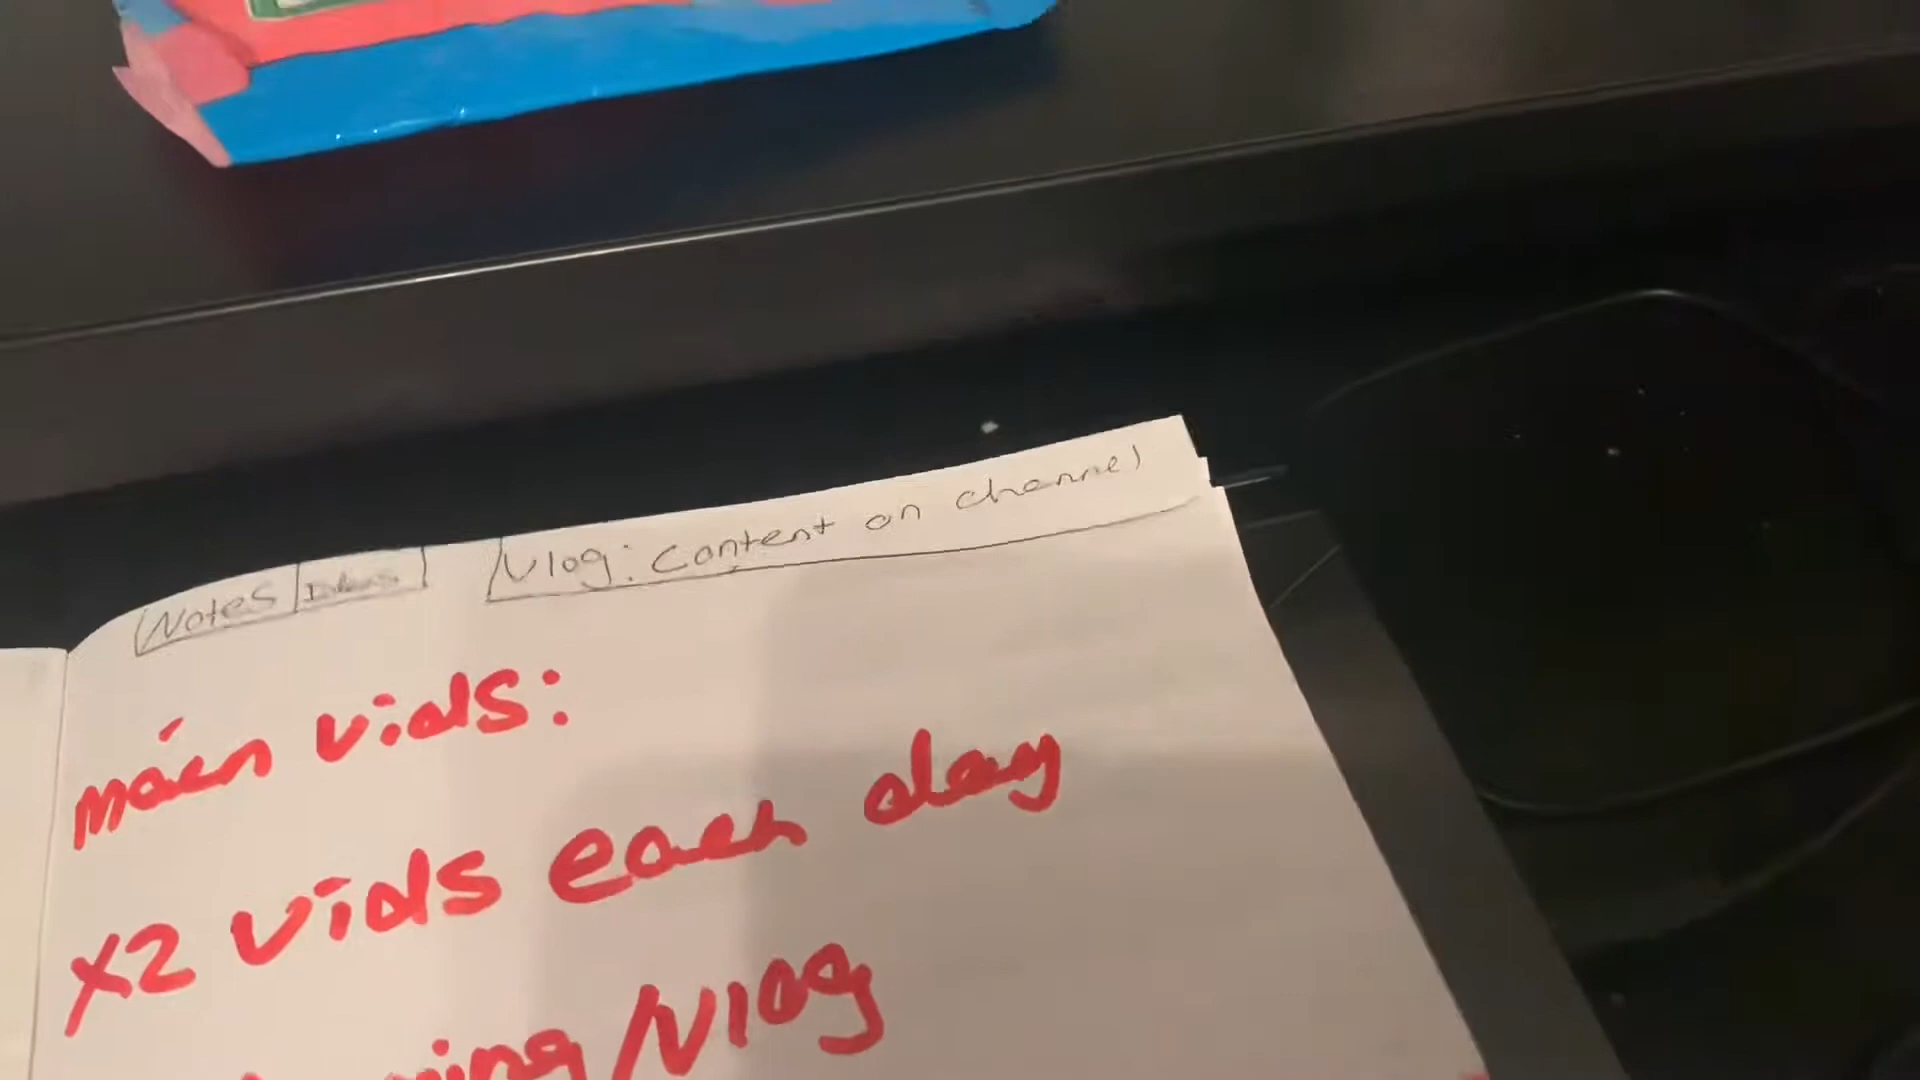 Notes
Vlog: Content on channel
main vids:
x2 vids each day
/Vlog